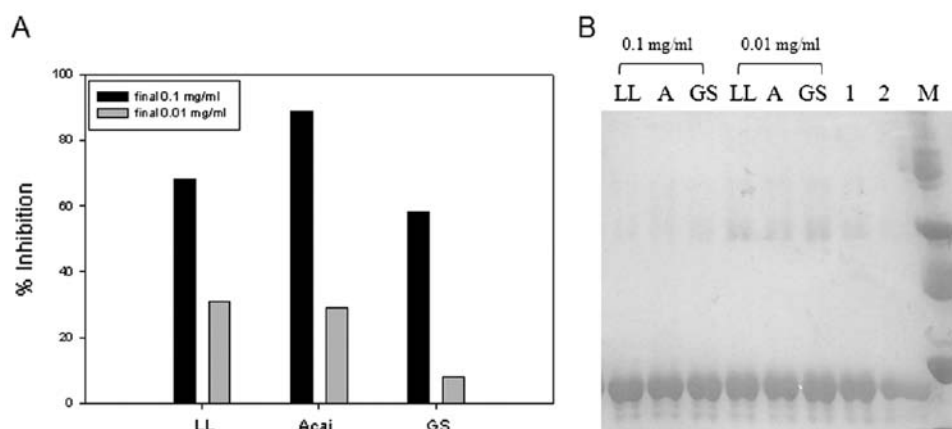 A
100
80
60
40
20
0
% Inhibition
final 0.1 mg/ml
final 0.01 mg/ml
LL Acai GS
B
0.1 mg/ml 0.01 mg/ml
LL A GS LL A GS 1 2 M